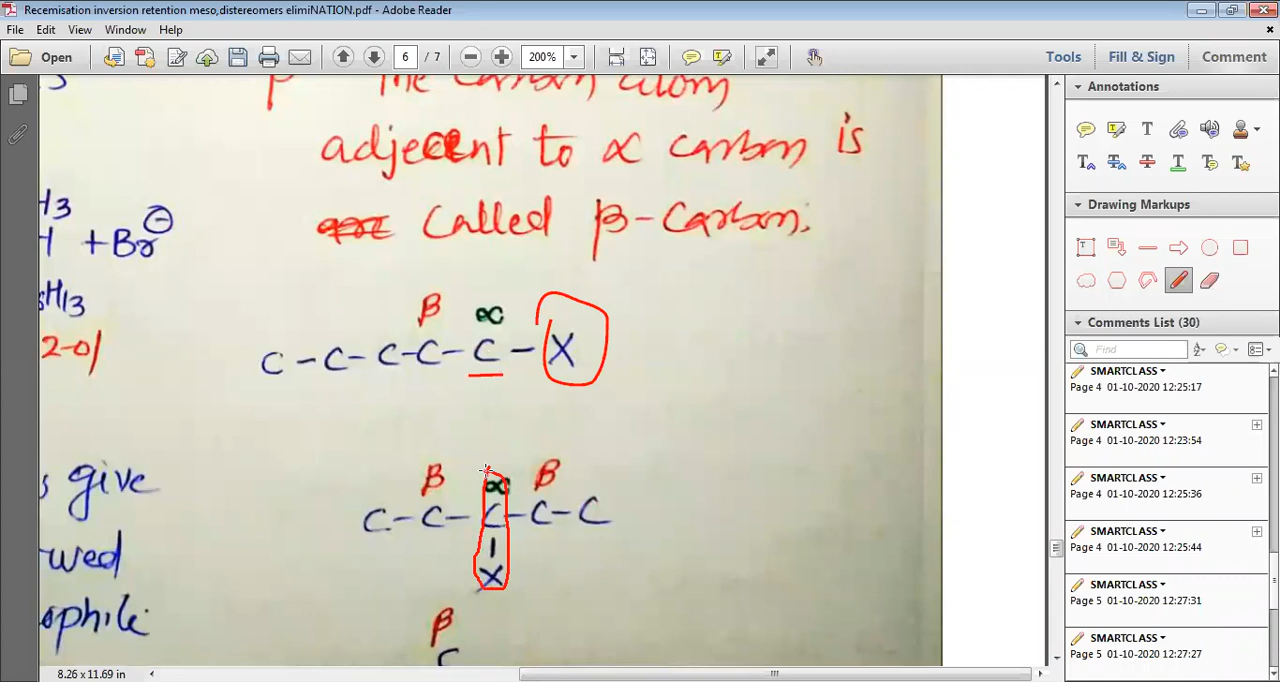 Recemisation inversion retention meso,distereomers elimiNATION.pdf - Adobe Reader
File Edit View Window Help
Open 6 / 7 200% Tools Fill & Sign Comment
β The carbon atom
adjecent to α carbon is
called β-carbon.
H3
+Br⊖
H13
2-ol
β α
C-C-C-C-C-X
β α β
C-C-C-C-C
X
β
C
give
wed
ophile
Annotations
Drawing Markups
Comments List (30)
Find
SMARTCLASS
Page 4 01-10-2020 12:25:17
SMARTCLASS
Page 4 01-10-2020 12:23:54
SMARTCLASS
Page 4 01-10-2020 12:25:36
SMARTCLASS
Page 4 01-10-2020 12:25:44
SMARTCLASS
Page 5 01-10-2020 12:27:31
SMARTCLASS
Page 5 01-10-2020 12:27:27
8.26 x 11.69 in